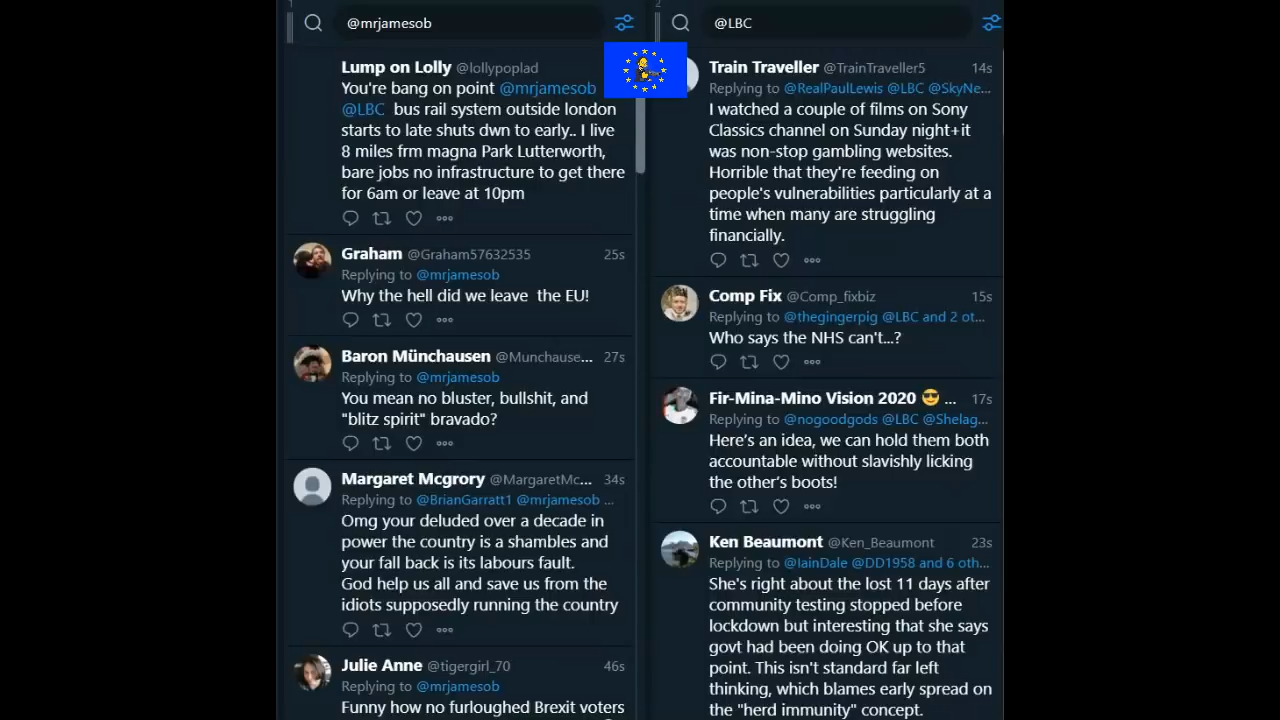 1
@mrjamesob
Lump on Lolly @lollypoplad
You're bang on point @mrjamesob
@LBC bus rail system outside london
starts to late shuts dwn to early.. I live
8 miles frm magna Park Lutterworth,
bare jobs no infrastructure to get there
for 6am or leave at 10pm
Graham @Graham57632535 25s
Replying to @mrjamesob
Why the hell did we leave the EU!
Baron Münchausen @Munchause... 27s
Replying to @mrjamesob
You mean no bluster, bullshit, and
"blitz spirit" bravado?
Margaret Mcgrory @MargaretMc... 34s
Replying to @BrianGarratt1 @mrjamesob ...
Omg your deluded over a decade in
power the country is a shambles and
your fall back is its labours fault.
God help us all and save us from the
idiots supposedly running the country
Julie Anne @tigergirl_70 46s
Replying to @mrjamesob
Funny how no furloughed Brexit voters
2
@LBC
Train Traveller @TrainTraveller5 14s
Replying to @RealPaulLewis @LBC @SkyNe...
I watched a couple of films on Sony
Classics channel on Sunday night+it
was non-stop gambling websites.
Horrible that they're feeding on
people's vulnerabilities particularly at a
time when many are struggling
financially.
Comp Fix @Comp_fixbiz 15s
Replying to @thegingerpig @LBC and 2 ot...
Who says the NHS can't...?
Fir-Mina-Mino Vision 2020 😎 ... 17s
Replying to @nogoodgods @LBC @Shelag...
Here's an idea, we can hold them both
accountable without slavishly licking
the other's boots!
Ken Beaumont @Ken_Beaumont 23s
Replying to @IainDale @DD1958 and 6 oth...
She's right about the lost 11 days after
community testing stopped before
lockdown but interesting that she says
govt had been doing OK up to that
point. This isn't standard far left
thinking, which blames early spread on
the "herd immunity" concept.